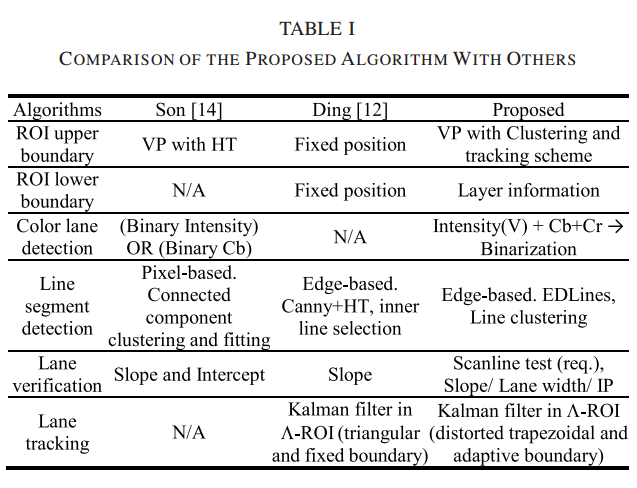 TABLE I
COMPARISON OF THE PROPOSED ALGORITHM WITH OTHERS
Algorithms Son [14] Ding [12] Proposed
ROI upper boundary VP with HT Fixed position VP with Clustering and tracking scheme
ROI lower boundary N/A Fixed position Layer information
Color lane detection (Binary Intensity) OR (Binary Cb) N/A Intensity(V) + Cb+Cr → Binarization
Line segment detection Pixel-based. Connected component clustering and fitting Edge-based. Canny+HT, inner line selection Edge-based. EDLines, Line clustering
Lane verification Slope and Intercept Slope Scanline test (req.), Slope/ Lane width/ IP
Lane tracking N/A Kalman filter in Λ-ROI (triangular and fixed boundary) Kalman filter in Λ-ROI (distorted trapezoidal and adaptive boundary)